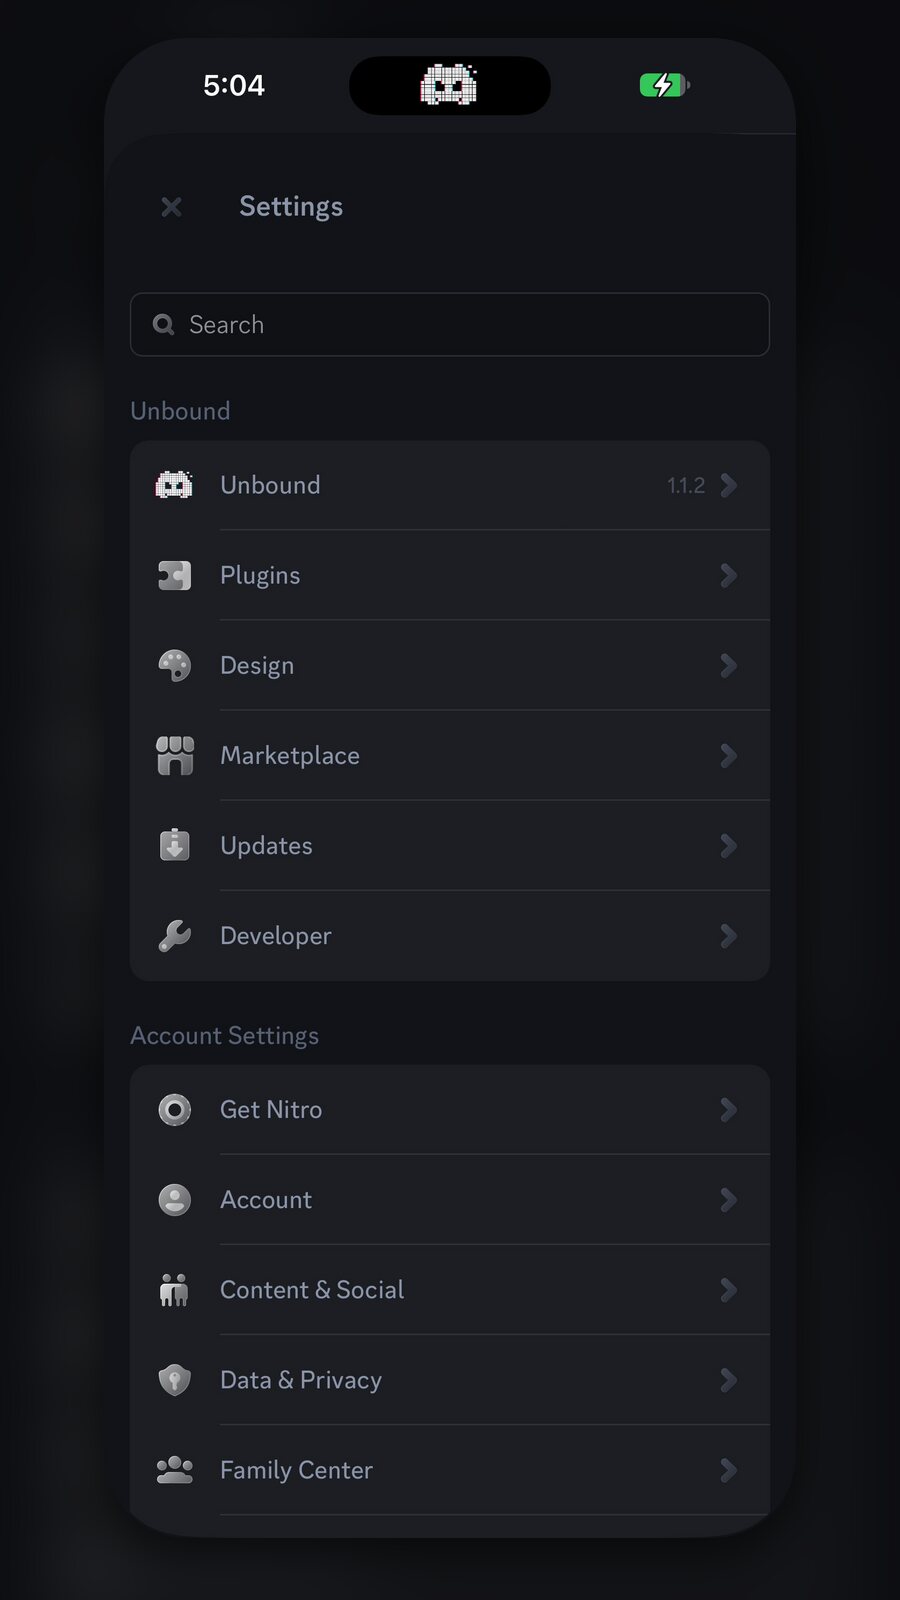 5:04
Settings
Search
Unbound
Unbound 1.1.2
Plugins
Design
Marketplace
Updates
Developer
Account Settings
Get Nitro
Account
Content & Social
Data & Privacy
Family Center